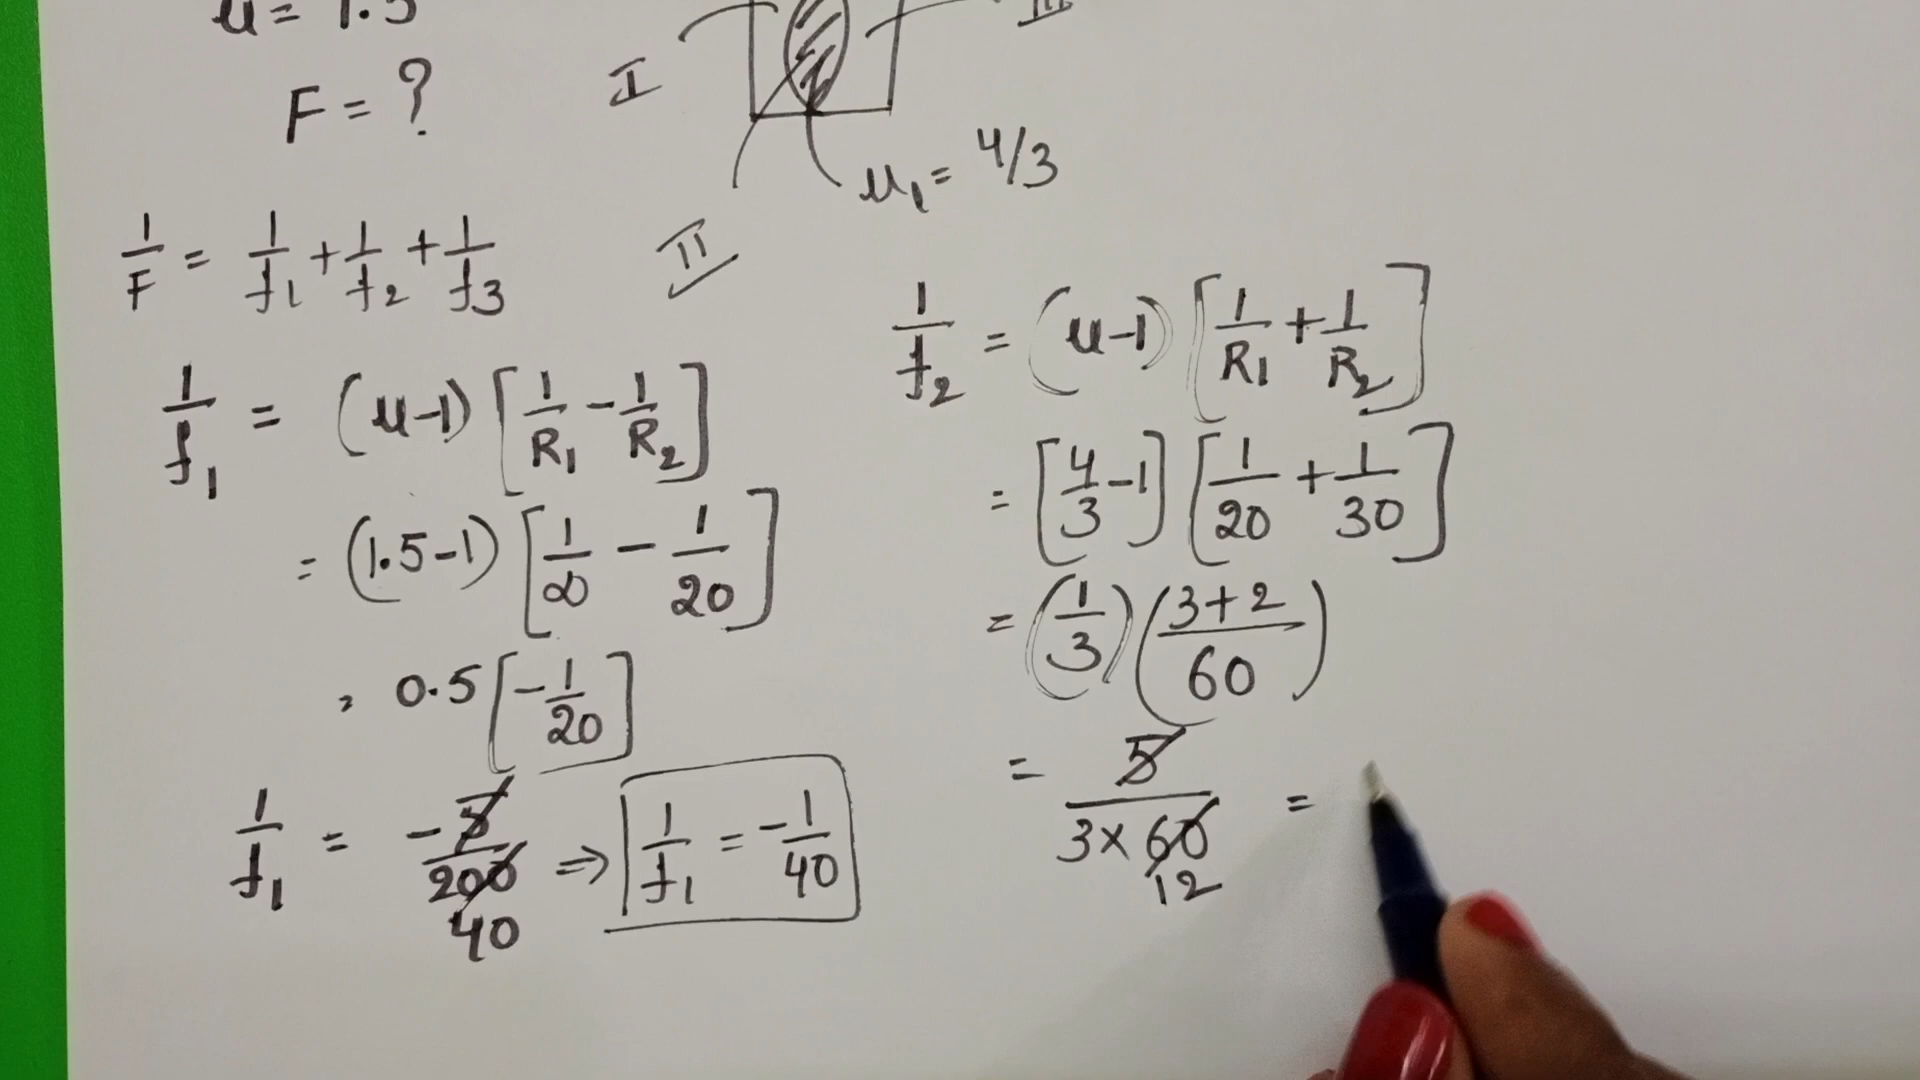 μ = 1.5
F = ?
I
III
μ₁ = 4/3
II
1/F = 1/f₁ + 1/f₂ + 1/f₃
1/f₁ = (μ-1) [1/R₁ - 1/R₂]
= (1.5-1) [1/∞ - 1/20]
= 0.5 [-1/20]
1/f₁ = -5/200 40 ⇒ 1/f₁ = -1/40
1/f₂ = (μ-1) [1/R₁ + 1/R₂]
= [4/3 - 1] [1/20 + 1/30]
= (1/3) (3+2/60)
= 5/3×60 12 =